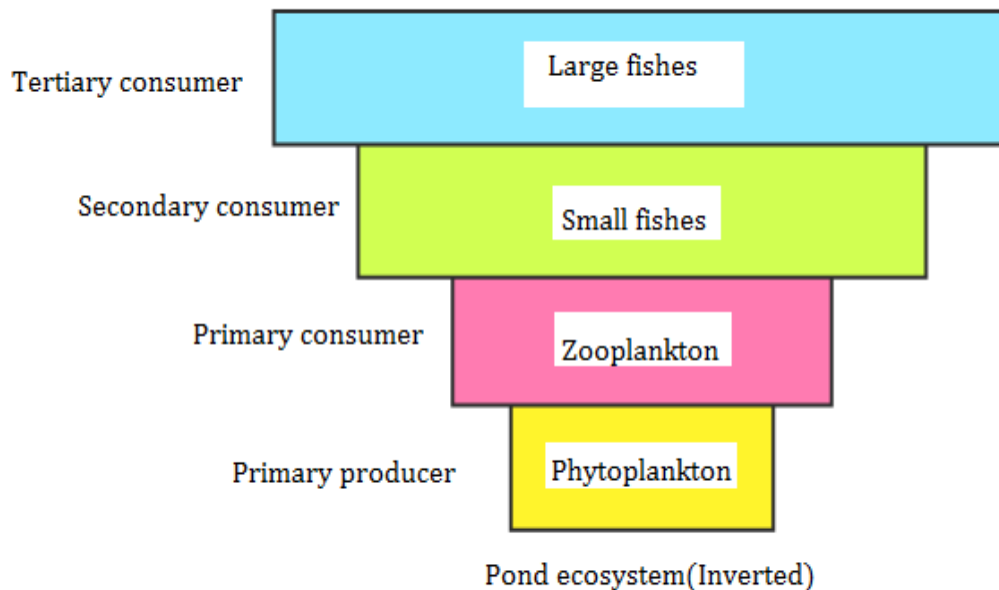 Tertiary consumer
Large fishes
Secondary consumer
Small fishes
Primary consumer
Zooplankton
Primary producer
Phytoplankton
Pond ecosystem(Inverted)